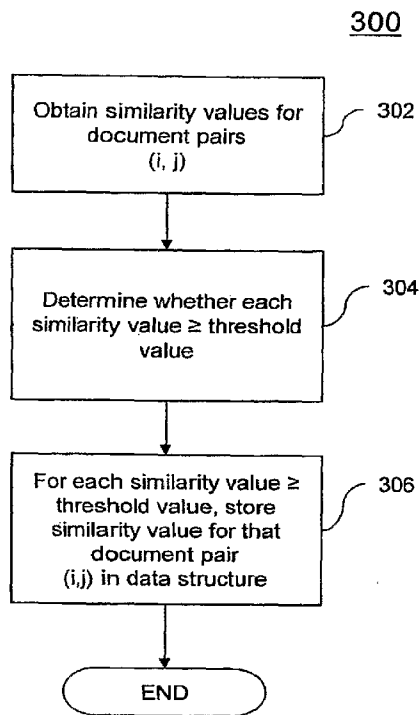 300
Obtain similarity values for
document pairs
(i, j)
302
Determine whether each
similarity value ≥ threshold
value
304
For each similarity value ≥
threshold value, store
similarity value for that
document pair
(i,j) in data structure
306
END